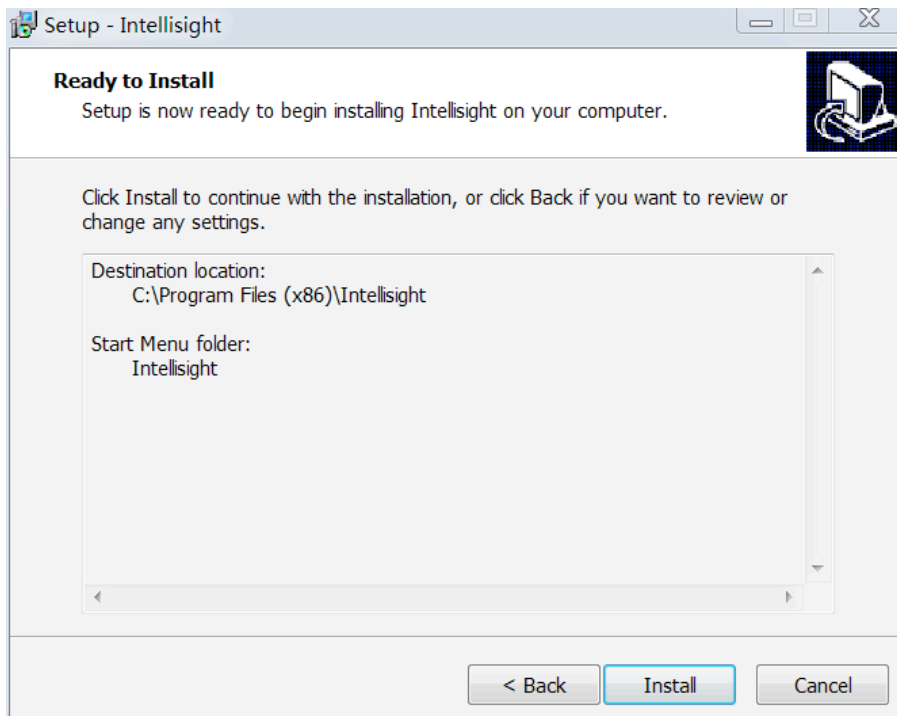 Setup - Intellisight
Ready to Install
Setup is now ready to begin installing Intellisight on your computer.
Click Install to continue with the installation, or click Back if you want to review or
change any settings.
Destination location:
C:\Program Files (x86)\Intellisight
Start Menu folder:
Intellisight
< Back
Install
Cancel